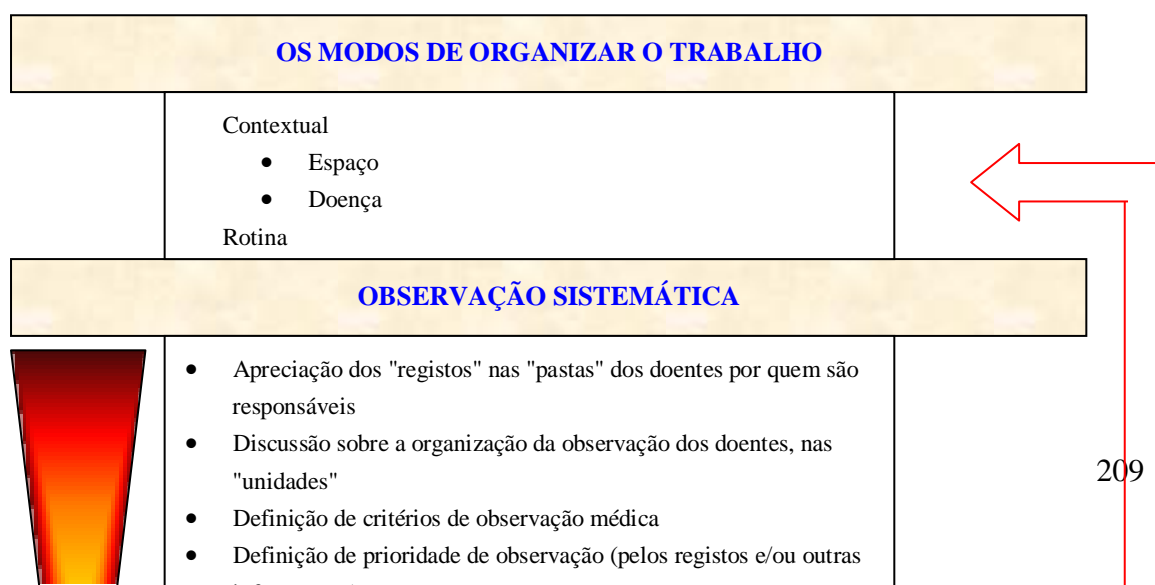 OS MODOS DE ORGANIZAR O TRABALHO
Contextual
• Espaço
• Doença
Rotina
OBSERVAÇÃO SISTEMÁTICA
• Apreciação dos "registos" nas "pastas" dos doentes por quem são
responsáveis
• Discussão sobre a organização da observação dos doentes, nas
"unidades"
209
• Definição de critérios de observação médica
• Definição de prioridade de observação (pelos registos e/ou outras